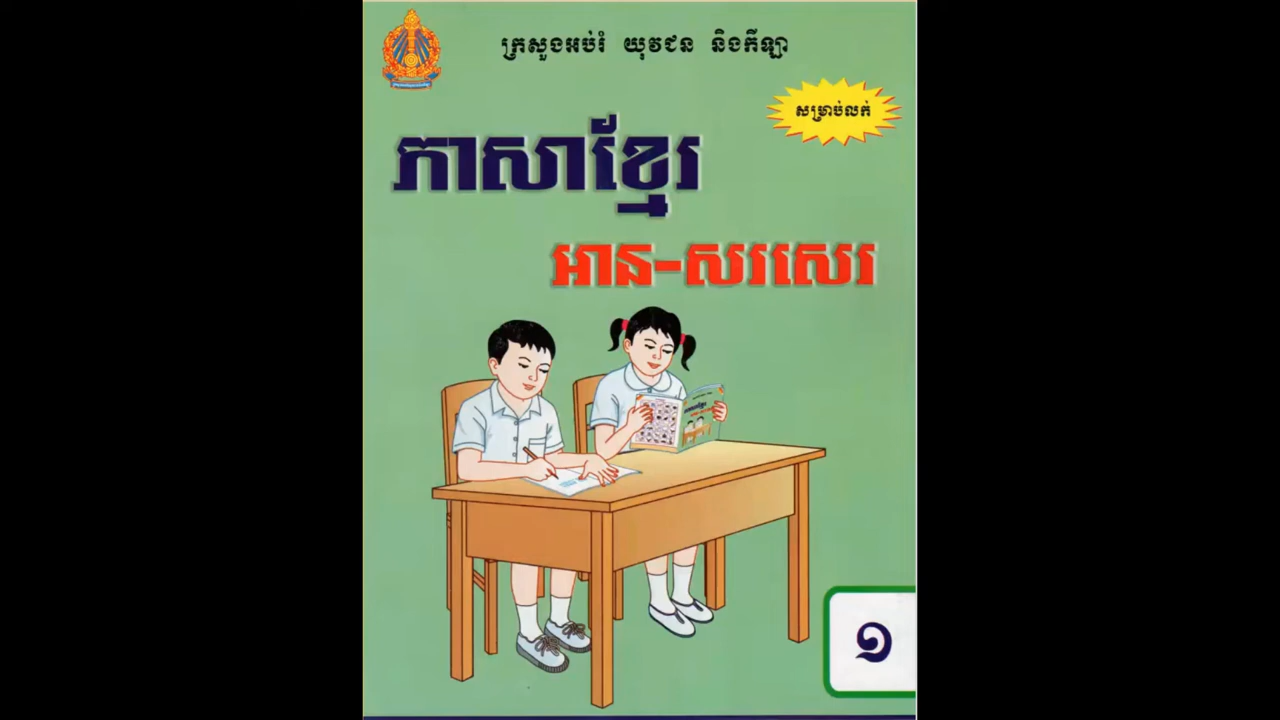 ក្រសួងអប់រំ យុវជន និងកីឡា
សម្រាប់លក់
ភាសាខ្មែរ
អាន-សរសេរ
១